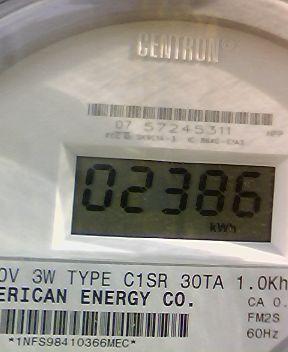 CENTRON®
07 57245311
02386
kWh
0V 3W TYPE C1SR 30TA 1.0Kh
ERICAN ENERGY CO.
CA 0.
FM2S
60Hz
*1NFS98410366MEC*